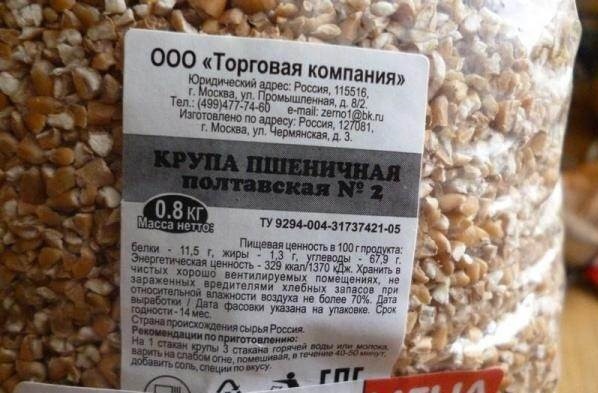 ООО «Торговая компания»
Юридический адрес: Россия, 115516,
г. Москва, ул. Промышленная, д. 8/2.
Тел.: (499)477-74-60 e-mail: zerno1@bk.ru
Изготовлено по адресу: Россия, 127081,
г. Москва, ул. Чермянская, д. 3.
КРУПА ПШЕНИЧНАЯ
ПОЛТАВСКАЯ № 2
0.8 КГ
Масса нетто:
ТУ 9294-004-31737421-05
Пищевая ценность в 100 г продукта:
белки - 11,5 г, жиры - 1,3 г, углеводы - 67,9 г.
Энергетическая ценность - 329 ккал/1370 кДж. Хранить в
чистых хорошо вентилируемых помещениях, не
зараженных вредителями хлебных запасов при
относительной влажности воздуха не более 70%. Дата
выработки / Дата фасовки указана на упаковке. Срок
годности - 14 мес.
Страна происхождения сырья Россия.
Рекомендации по приготовлению:
На 1 стакан крупы 3 стакана горячей воды или молока,
варить на слабом огне, помешивая, в течение 40-50 минут,
добавить соль, специи по вкусу.